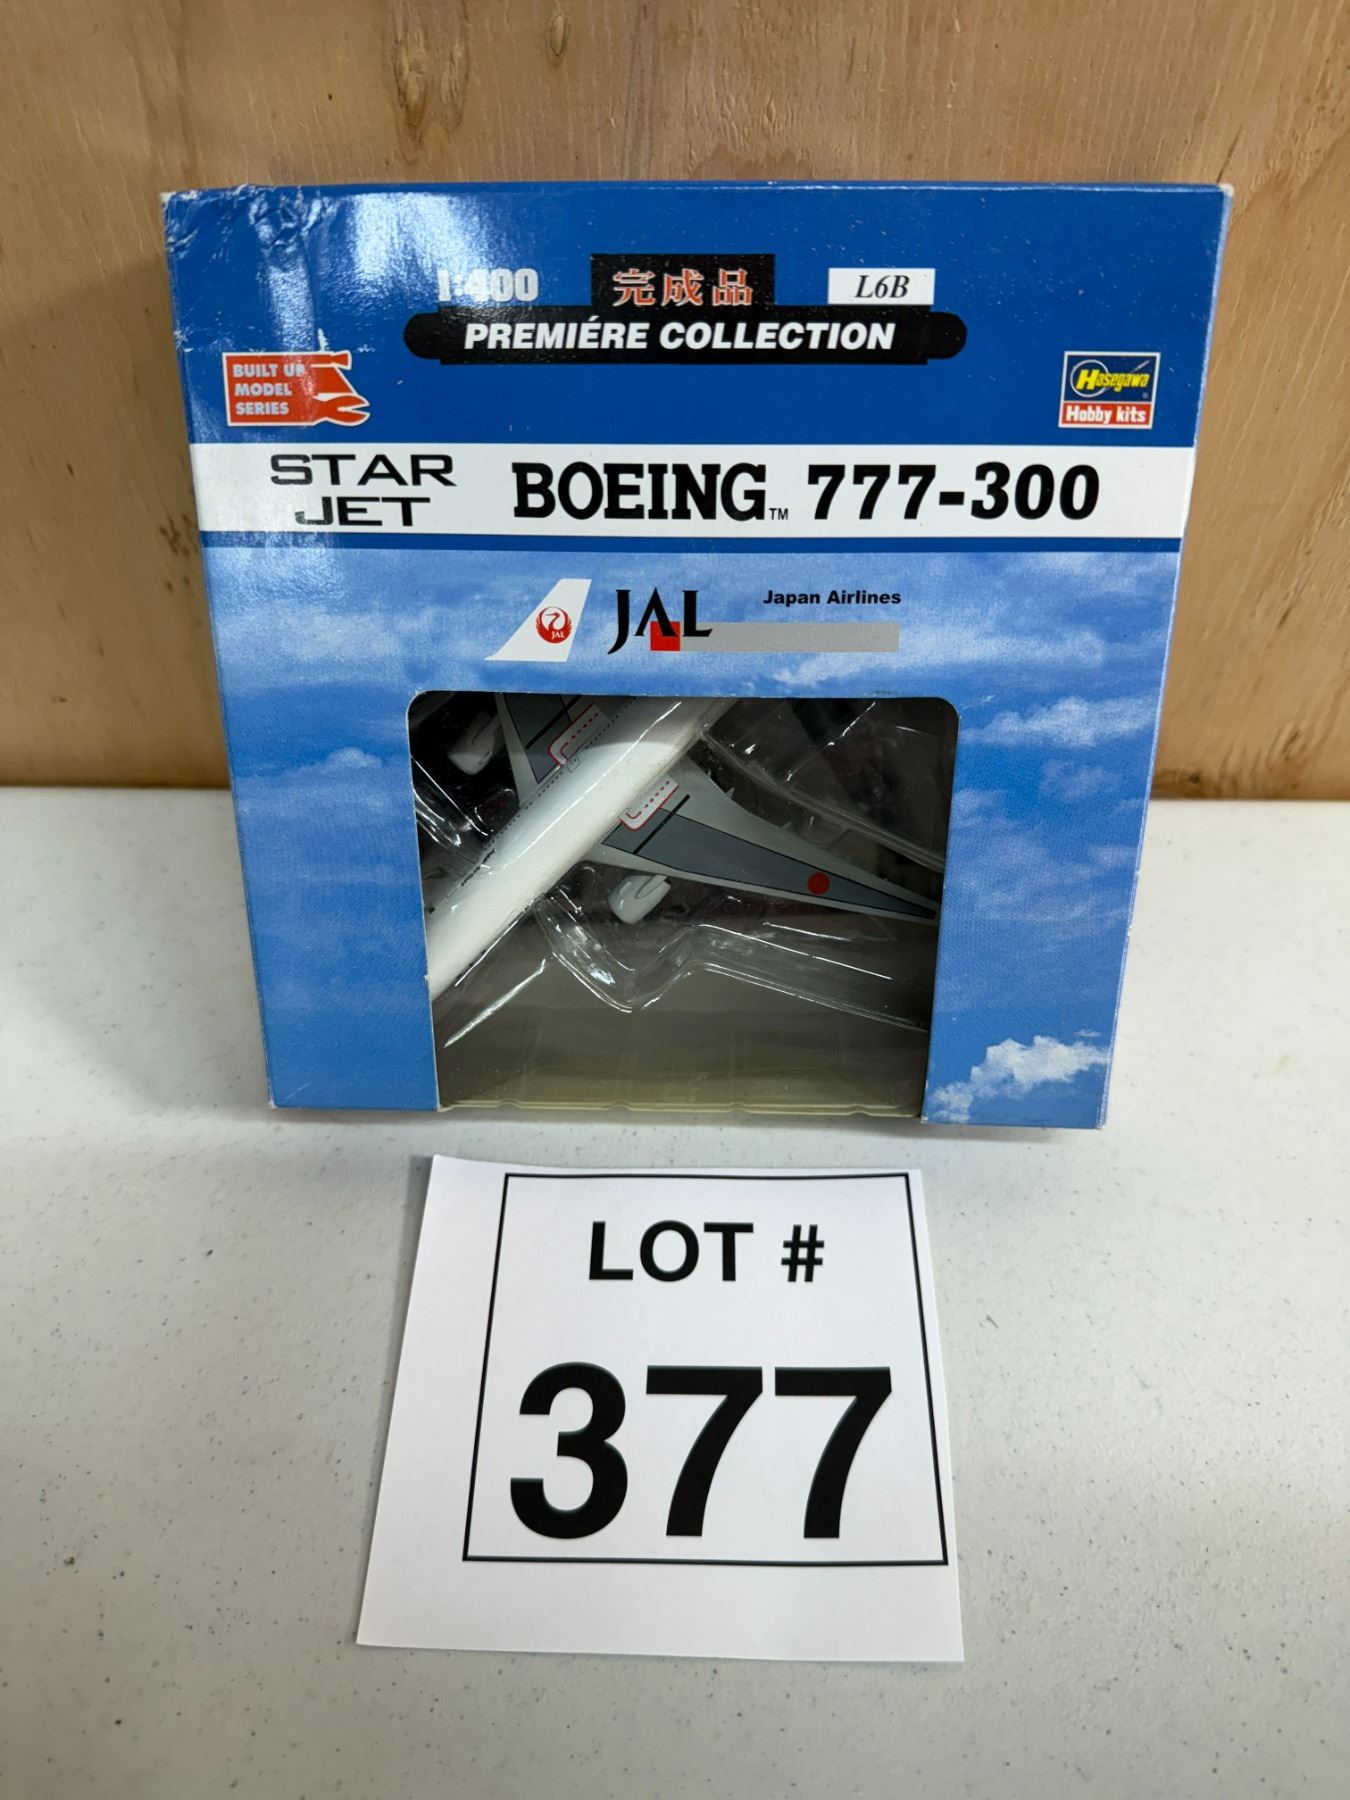 1:400
完成品
L6B
PREMIÉRE COLLECTION
BUILT UP
MODEL
SERIES
Hasegawa
Hobby kits
STAR
JET
BOEING™ 777-300
JAL
JAL
Japan Airlines
LOT #
377